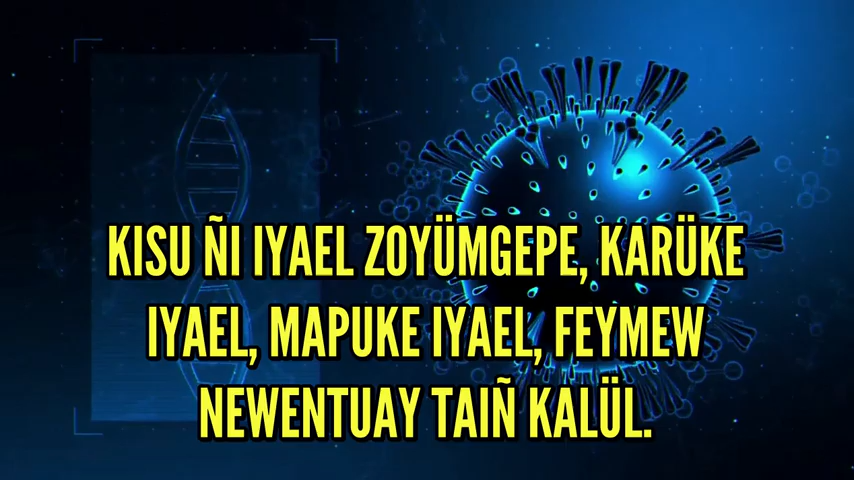 KISU ÑI IYAEL ZOYÜMGEPE, KARÜKE
IYAEL, MAPUKE IYAEL, FEYMEW
NEWENTUAY TAIÑ KALÜL.